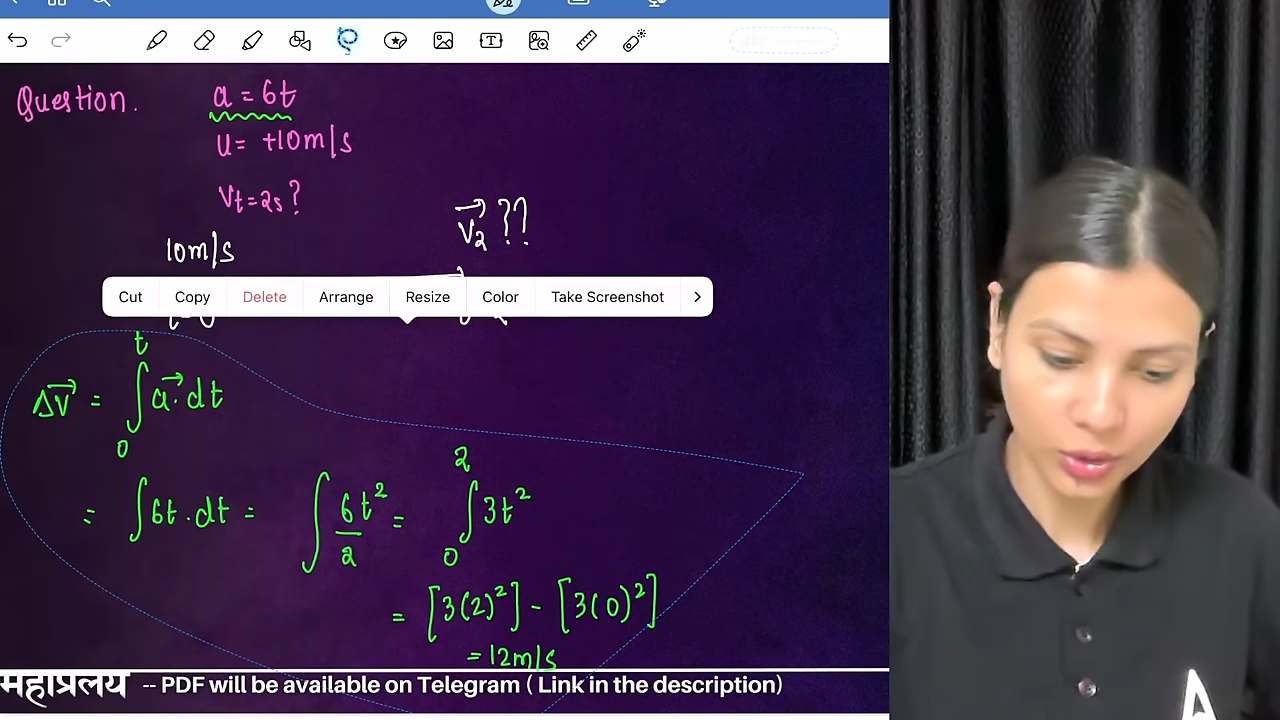 Question. a = 6t
u = +10m/s
Vt=2s?
V2 ??
10m/s
Cut Copy Delete Arrange Resize Color Take Screenshot
t
ΔV = ∫ a . dt
0
2
= ∫6t . dt = ∫ 6t² = ∫ 3t²
2
0
= [3(2)²] - [3(0)²]
= 12m/s
महाप्रलय -- PDF will be available on Telegram ( Link in the description)
A